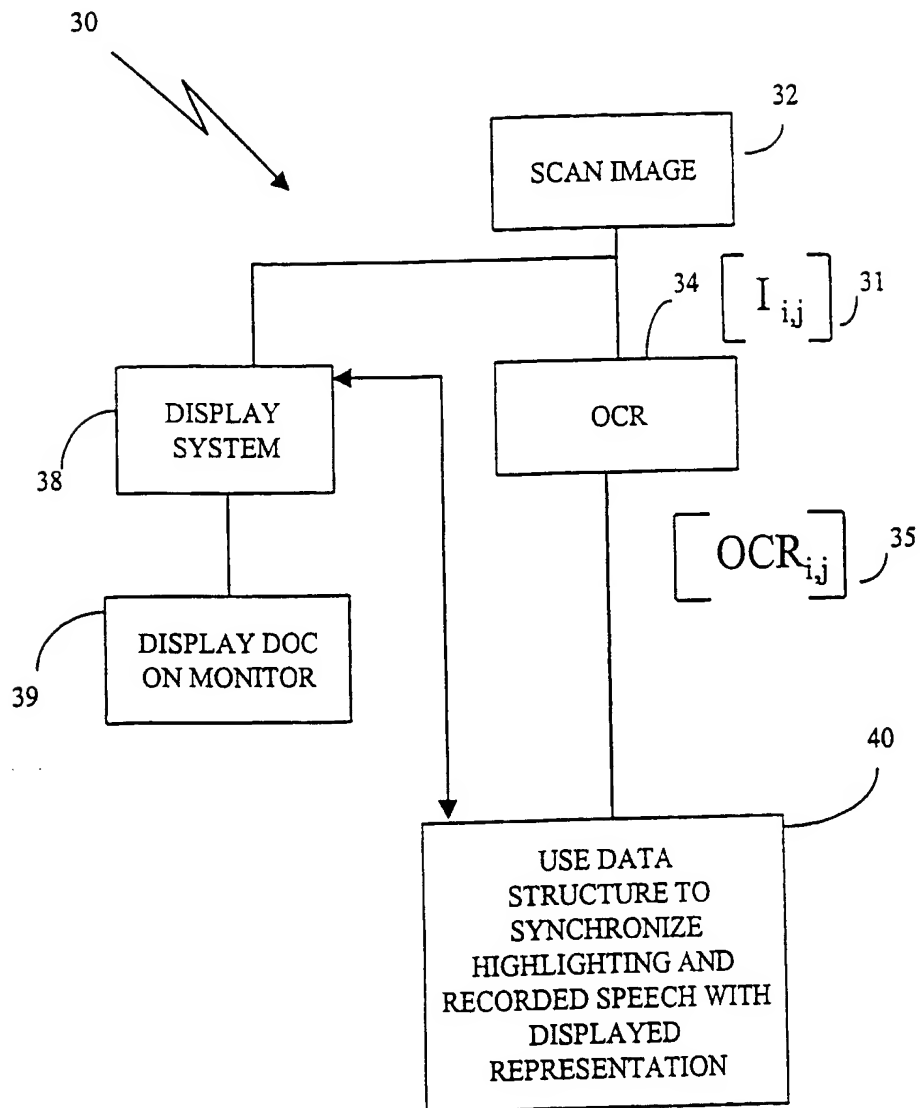 30
32
SCAN IMAGE
34
[ I i,j ]
31
DISPLAY
SYSTEM
38
OCR
[ OCR i,j ]
35
DISPLAY DOC
ON MONITOR
39
40
USE DATA
STRUCTURE TO
SYNCHRONIZE
HIGHLIGHTING AND
RECORDED SPEECH WITH
DISPLAYED
REPRESENTATION